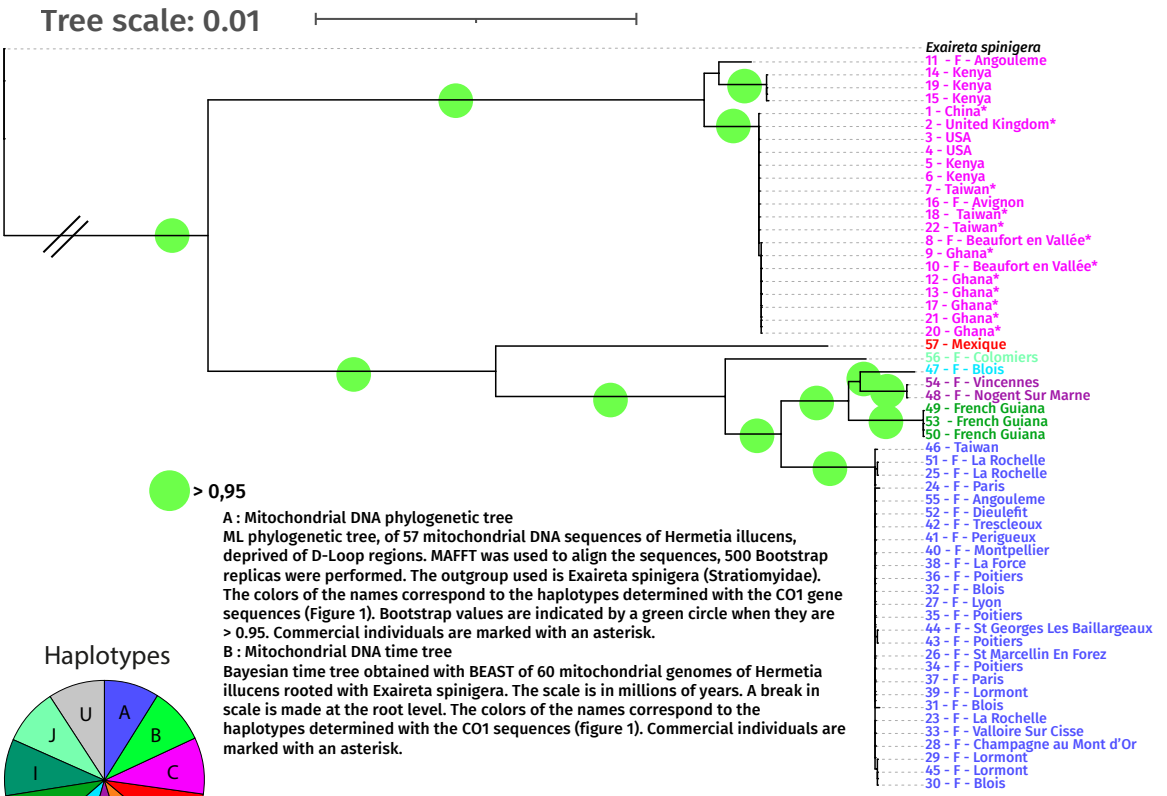 Tree scale: 0.01
Exaireta spinigera
11 - F - Angouleme
14 - Kenya
19 - Kenya
15 - Kenya
1 - China*
2 - United Kingdom*
3 - USA
4 - USA
5 - Kenya
6 - Kenya
7 - Taiwan*
16 - F - Avignon
18 - Taiwan*
22 - Taiwan*
8 - F - Beaufort en Vallée*
9 - Ghana*
10 - F - Beaufort en Vallée*
12 - Ghana*
13 - Ghana*
17 - Ghana*
21 - Ghana*
20 - Ghana*
57 - Mexique
56 - F - Colomiers
47 - F - Blois
54 - F - Vincennes
48 - F - Nogent Sur Marne
49 - French Guiana
53 - French Guiana
50 - French Guiana
46 - Taiwan
51 - F - La Rochelle
25 - F - La Rochelle
24 - F - Paris
55 - F - Angouleme
52 - F - Dieulefit
42 - F - Trescleoux
41 - F - Perigueux
40 - F - Montpellier
38 - F - La Force
36 - F - Poitiers
32 - F - Blois
27 - F - Lyon
35 - F - Poitiers
44 - F - St Georges Les Baillargeaux
43 - F - Poitiers
26 - F - St Marcellin En Forez
34 - F - Poitiers
37 - F - Paris
39 - F - Lormont
31 - F - Blois
23 - F - La Rochelle
33 - F - Valloire Sur Cisse
28 - F - Champagne au Mont d'Or
29 - F - Lormont
45 - F - Lormont
30 - F - Blois
> 0,95
A : Mitochondrial DNA phylogenetic tree
ML phylogenetic tree, of 57 mitochondrial DNA sequences of Hermetia illucens,
deprived of D-Loop regions. MAFFT was used to align the sequences, 500 Bootstrap
replicas were performed. The outgroup used is Exaireta spinigera (Stratiomyidae).
The colors of the names correspond to the haplotypes determined with the CO1 gene
sequences (Figure 1). Bootstrap values are indicated by a green circle when they are
> 0.95. Commercial individuals are marked with an asterisk.
B : Mitochondrial DNA time tree
Bayesian time tree obtained with BEAST of 60 mitochondrial genomes of Hermetia
illucens rooted with Exaireta spinigera. The scale is in millions of years. A break in
scale is made at the root level. The colors of the names correspond to the
haplotypes determined with the CO1 sequences (figure 1). Commercial individuals are
marked with an asterisk.
Haplotypes
U
A
J
B
I
C